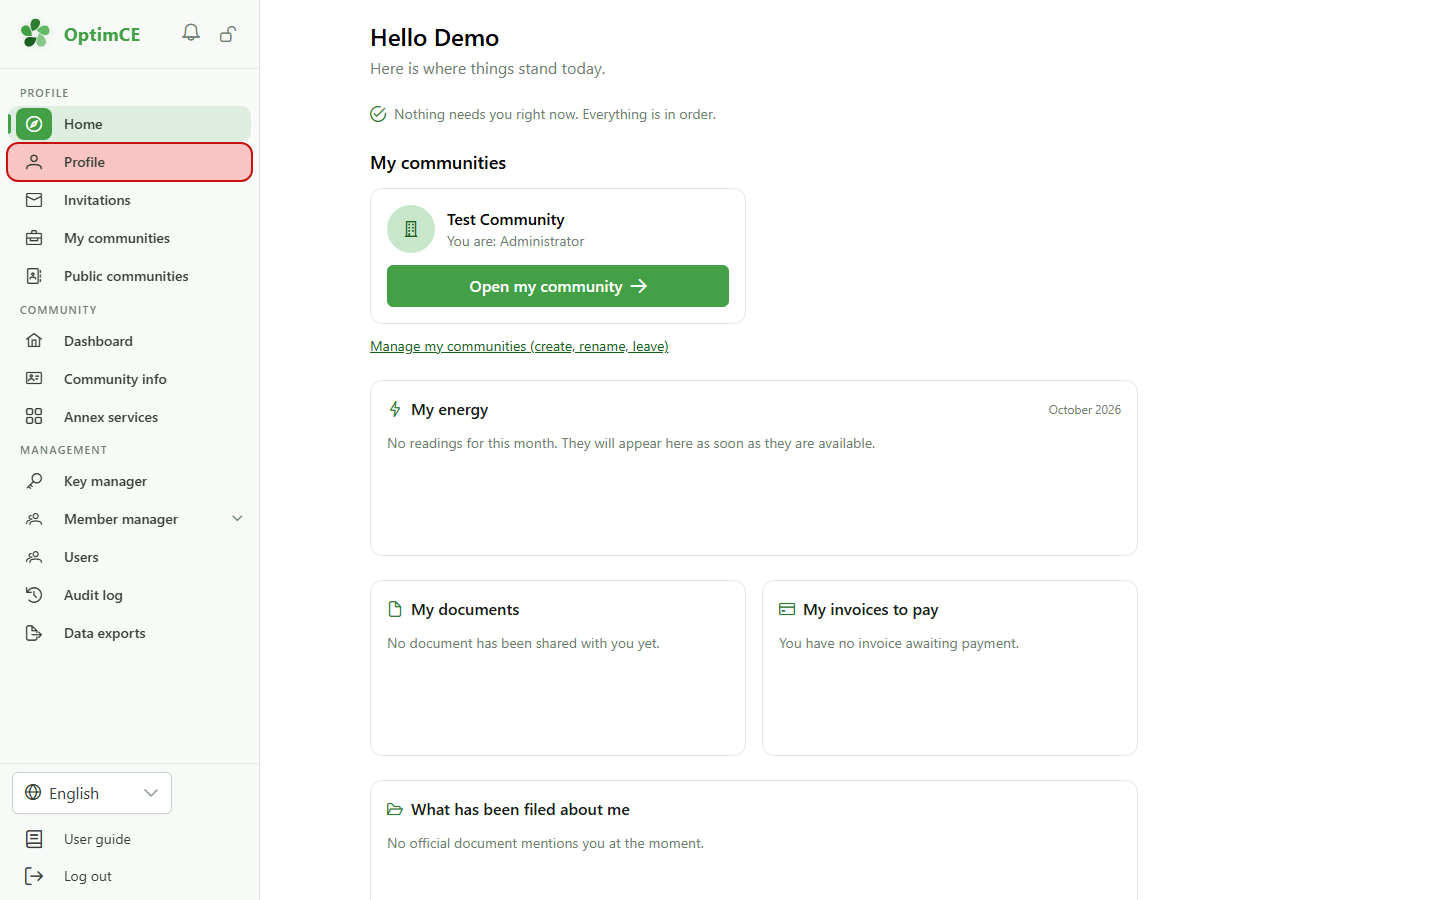 OptimCE
PROFILE
Home
Profile
Invitations
My communities
Public communities
COMMUNITY
Dashboard
Community info
Annex services
MANAGEMENT
Key manager
Member manager
Users
Audit log
Data exports
English
User guide
Log out
Hello Demo
Here is where things stand today.
Nothing needs you right now. Everything is in order.
My communities
Test Community
You are: Administrator
Open my community
Manage my communities (create, rename, leave)
My energy
October 2026
No readings for this month. They will appear here as soon as they are available.
My documents
No document has been shared with you yet.
My invoices to pay
You have no invoice awaiting payment.
What has been filed about me
No official document mentions you at the moment.